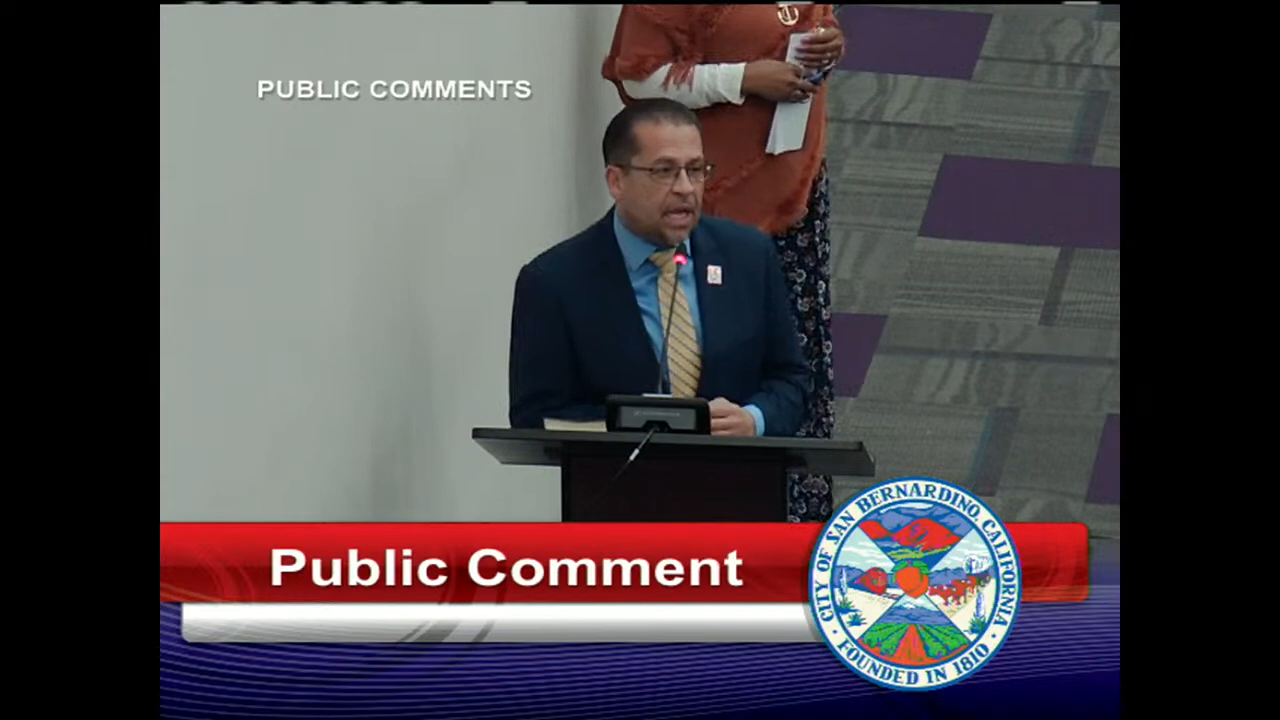 PUBLIC COMMENTS
Public Comment
CITY OF SAN BERNARDINO, CALIFORNIA
• FOUNDED IN 1810 •